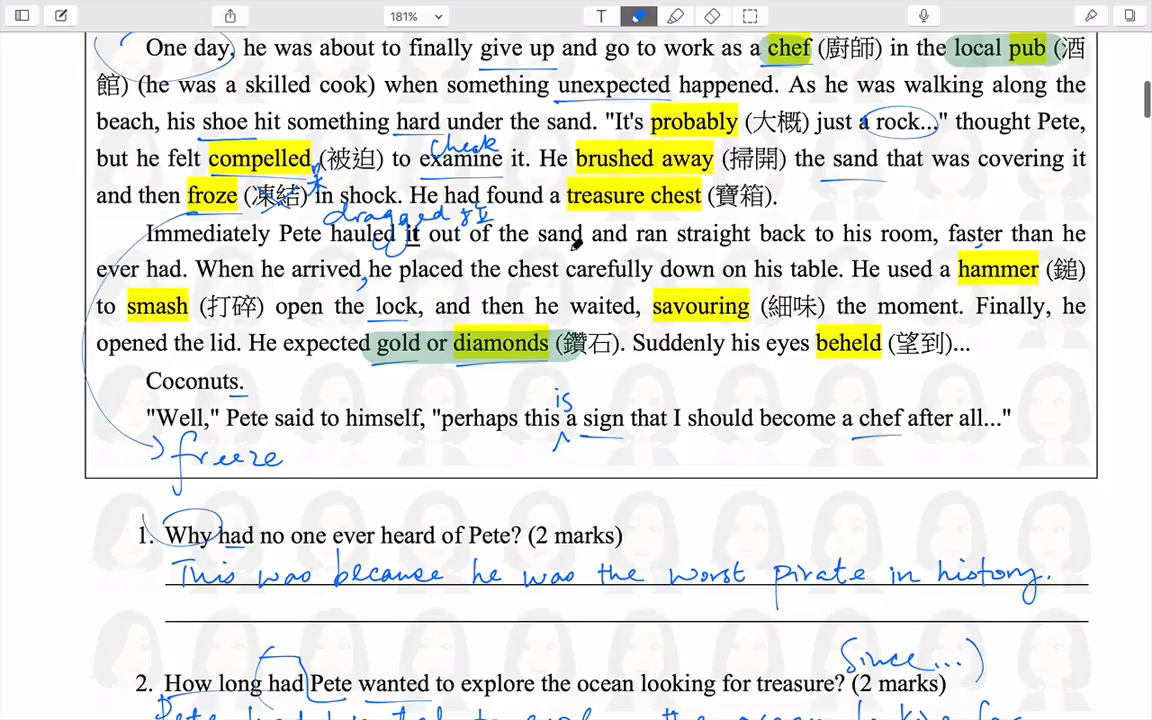 181%
One day, he was about to finally give up and go to work as a chef (廚師) in the local pub (酒
館) (he was a skilled cook) when something unexpected happened. As he was walking along the
beach, his shoe hit something hard under the sand. "It's probably (大概) just a rock..." thought Pete,
check
but he felt compelled (被迫) to examine it. He brushed away (掃開) the sand that was covering it
and then froze (凍結) in shock. He had found a treasure chest (寶箱).
dragged 拉
Immediately Pete hauled it out of the sand and ran straight back to his room, faster than he
ever had. When he arrived, he placed the chest carefully down on his table. He used a hammer (鎚)
to smash (打碎) open the lock, and then he waited, savouring (細味) the moment. Finally, he
opened the lid. He expected gold or diamonds (鑽石). Suddenly his eyes beheld (望到)...
Coconuts.
is
"Well," Pete said to himself, "perhaps this a sign that I should become a chef after all..."
freeze
1. Why had no one ever heard of Pete? (2 marks)
This was because he was the worst pirate in history.
Since...)
2. How long had Pete wanted to explore the ocean looking for treasure? (2 marks)